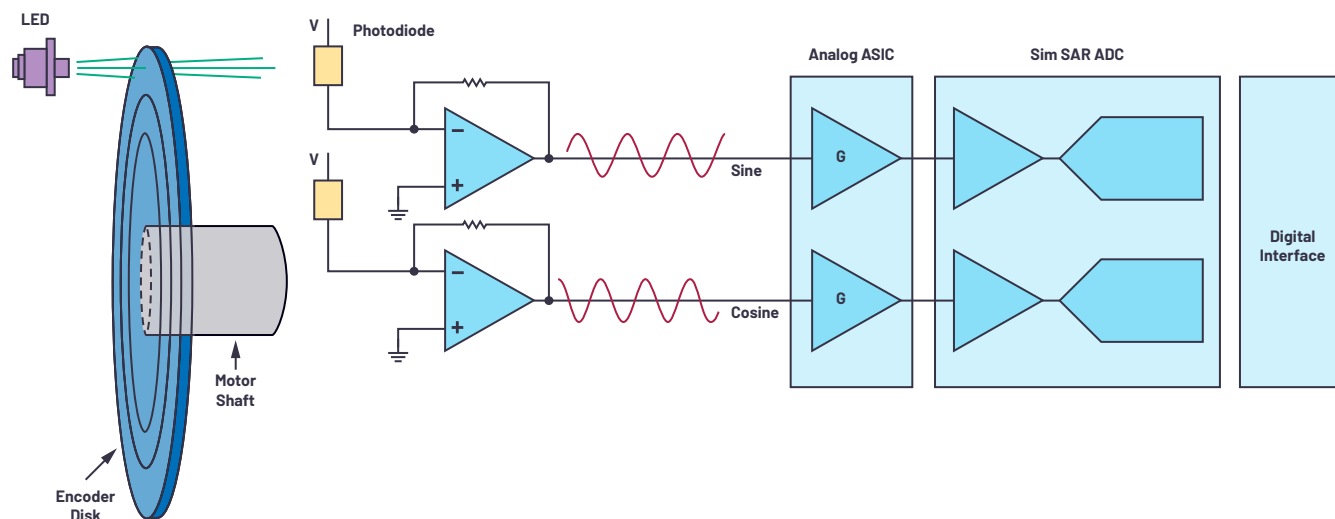 LED
V
Photodiode
Analog ASIC
Sim SAR ADC
−
+
Sine
G
V
Digital
Interface
−
+
Cosine
G
Motor
Shaft
Encoder
Disk